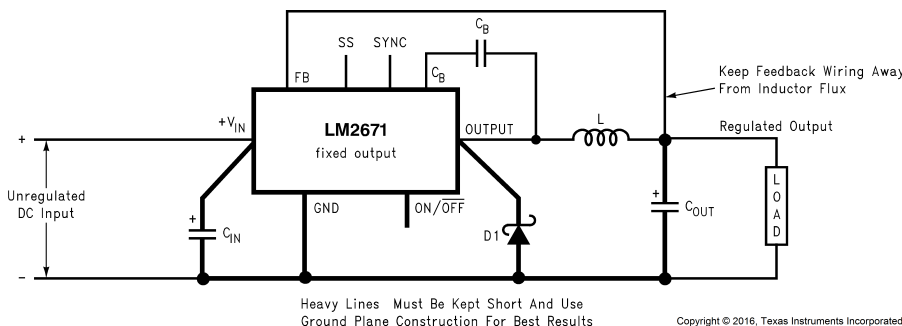 C_B
SS SYNC
FB
C_B
Keep Feedback Wiring Away
From Inductor Flux
+V_IN
LM2671
fixed output
OUTPUT
L
Regulated Output
+
Unregulated
DC Input
-
+
C_IN
GND
ON/OFF
D1
+
C_OUT
LOAD
Heavy Lines Must Be Kept Short And Use
Ground Plane Construction For Best Results
Copyright © 2016, Texas Instruments Incorporated